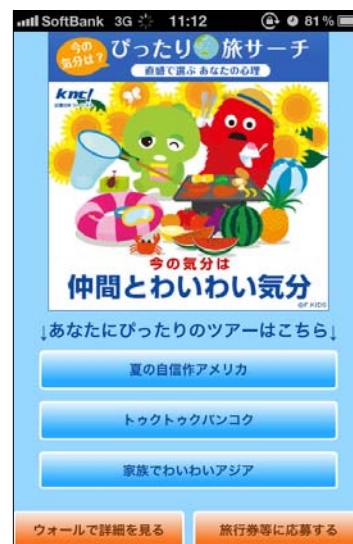 SoftBank 3G 11:12 81%
今の気分は?
ぴったり旅サーチ
直感で選ぶ あなたの心理
knt!
今の気分は
仲間とわいわい気分
©F.KIDS
↓あなたにぴったりのツアーはこちら↓
夏の自信作アメリカ
トゥクトゥクバンコク
家族でわいわいアジア
ウォールで詳細を見る
旅行券等に応募する